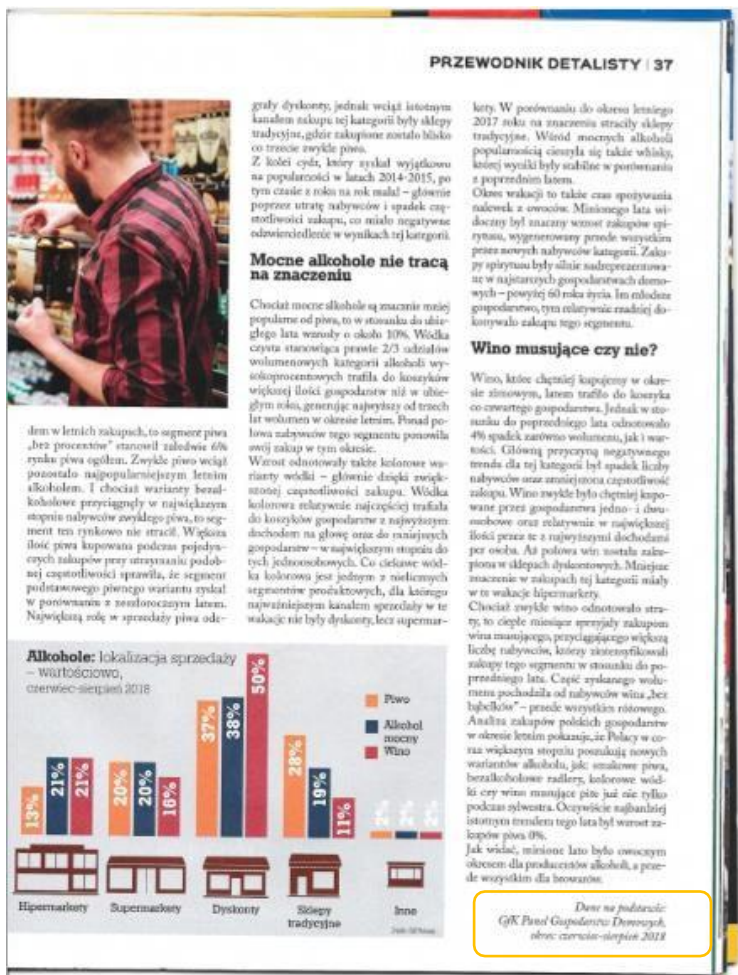 PRZEWODNIK DETALISTY | 37
dem w letnich zakupach, to segment piwa
„bez procentów” stanowił zaledwie 6%
rynku piwa ogółem. Zwykłe piwo wciąż
pozostało najpopularniejszym letnim
alkoholem. I chociaż warianty bezal-
koholowe przyciągnęły w największym
stopniu nabywców zwykłego piwa, to seg-
ment ten rynkowo nie stracił. Większa
ilość piwa kupowana podczas pojedyn-
czych zakupów przy utrzymaniu podob-
nej częstotliwości sprawiła, że segment
podstawowego piwnego wariantu zyskał
w porównaniu z zeszłorocznym latem.
Największą rolę w sprzedaży piwa ode-
grały dyskonty, jednak wciąż istotnym
kanałem zakupu tej kategorii były sklepy
tradycyjne, gdzie zakupione zostało blisko
co trzecie zwykłe piwo.
Z kolei cydr, który zyskał wyjątkowo
na popularności w latach 2014-2015, po
tym czasie z roku na rok malał – głównie
poprzez utratę nabywców i spadek czę-
stotliwości zakupu, co miało negatywne
odzwierciedlenie w wynikach tej kategorii.
Mocne alkohole nie tracą
na znaczeniu
Chociaż mocne alkohole są znacznie mniej
popularne od piwa, to w stosunku do ubie-
głego lata wzrosły o około 10%. Wódka
czysta stanowiąca prawie 2/3 udziałów
wolumenowych kategorii alkoholi wy-
sokoprocentowych trafiła do koszyków
większej ilości gospodarstw niż w ubie-
głym roku, generując najwyższy od trzech
lat wolumen w okresie letnim. Ponad po-
łowa nabywców tego segmentu ponowiła
swój zakup w tym okresie.
Wzrost odnotowały także kolorowe wa-
rianty wódki – głównie dzięki zwięk-
szonej częstotliwości zakupu. Wódka
kolorowa relatywnie najczęściej trafiała
do koszyków gospodarstw z najwyższym
dochodem na głowę oraz do mniejszych
gospodarstw – w największym stopniu do
tych jednoosobowych. Co ciekawe wód-
ka kolorowa jest jednym z nielicznych
segmentów produktowych, dla którego
najważniejszym kanałem sprzedaży w te
wakacje nie były dyskonty, lecz supermar-
kety. W porównaniu do okresu letniego
2017 roku na znaczeniu straciły sklepy
tradycyjne. Wśród mocnych alkoholi
popularnością cieszyła się także whisky,
której wyniki były stabilne w porównaniu
z poprzednim latem.
Okres wakacji to także czas spożywania
nalewek z owoców. Minionego lata wi-
doczny był znaczny wzrost zakupów spi-
rytusu, wygenerowany przede wszystkim
przez nowych nabywców kategorii. Zaku-
py spirytusu były silnie nadreprezentowa-
ne w najstarszych gospodarstwach domo-
wych – powyżej 60 roku życia. Im młodsze
gospodarstwo, tym relatywnie rzadziej do-
konywało zakupu tego segmentu.
Wino musujące czy nie?
Wino, które chętniej kupujemy w okre-
sie zimowym, latem trafiło do koszyka
co czwartego gospodarstwa. Jednak w sto-
sunku do poprzedniego lata odnotowało
4% spadek zarówno wolumenu, jak i war-
tości. Główną przyczyną negatywnego
trendu dla tej kategorii był spadek liczby
nabywców oraz zmniejszona częstotliwość
zakupu. Wino zwykłe było chętniej kupo-
wane przez gospodarstwa jedno- i dwu-
osobowe oraz relatywnie w największej
ilości przez te z najwyższymi dochodami
per osoba. Aż połowa win została zaku-
piona w sklepach dyskontowych. Mniejsze
znaczenie w zakupach tej kategorii miały
w te wakacje hipermarkety.
Chociaż zwykłe wino odnotowało stra-
ty, to ciepłe miesiące sprzyjały zakupom
wina musującego, przyciągającego większą
liczbę nabywców, którzy zintensyfikowali
zakupy tego segmentu w stosunku do po-
przedniego lata. Część zyskanego wolu-
menu pochodziła od nabywców wina „bez
bąbelków” – przede wszystkim różowego.
Analiza zakupów polskich gospodarstw
w okresie letnim pokazuje, że Polacy w co-
raz większym stopniu poszukują nowych
wariantów alkoholu, jak: smakowe piwa,
bezalkoholowe radlery, kolorowe wód-
ki czy wino musujące pite już nie tylko
podczas sylwestra. Oczywiście najbardziej
istotnym trendem tego lata był wzrost za-
kupów piwa 0%.
Jak widać, minione lato było owocnym
okresem dla producentów alkoholi, a prze-
de wszystkim dla browarów.
Dane na podstawie:
GfK Panel Gospodarstw Domowych,
okres czerwiec-sierpień 2018
Alkohole: lokalizacja sprzedaży
– wartościowo,
czerwiec-sierpień 2018
Piwo
Alkohol
mocny
Wino
13% 21% 21%
20% 20% 16%
37% 38% 50%
28% 19% 11%
2% 2% 2%
Hipermarkety
Supermarkety
Dyskonty
Sklepy
tradycyjne
Inne